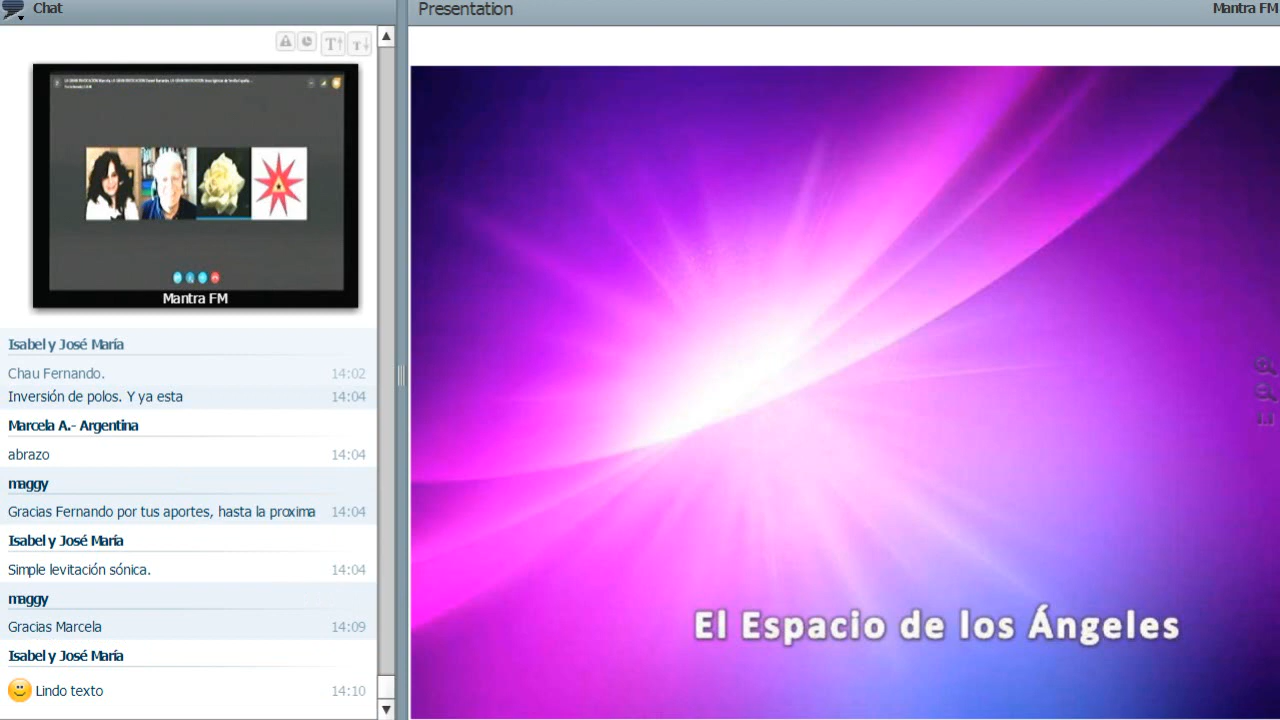 Chat
Presentation
Mantra FM
Mantra FM
Isabel y José María
Chau Fernando. 14:02
Inversión de polos. Y ya esta 14:04
Marcela A.- Argentina
abrazo 14:04
maggy
Gracias Fernando por tus aportes, hasta la proxima 14:04
Isabel y José María
Simple levitación sónica. 14:04
maggy
Gracias Marcela 14:09
Isabel y José María
Lindo texto 14:10
El Espacio de los Ángeles